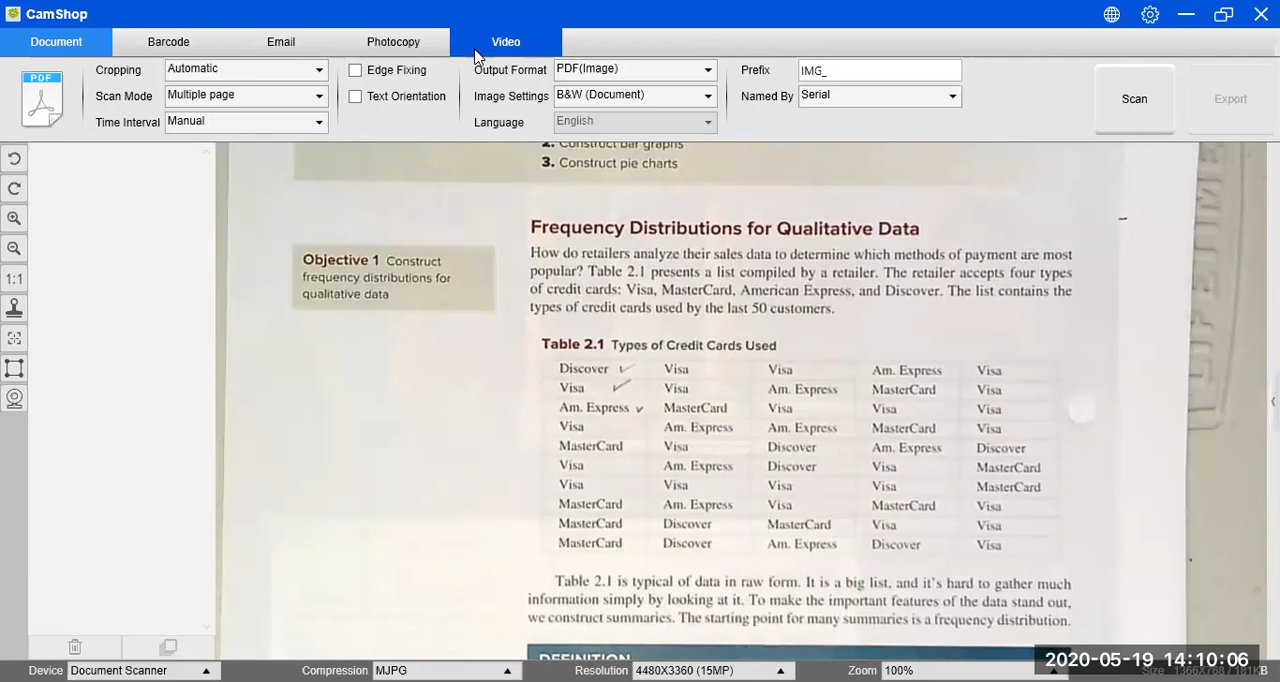 CamShop
Document Barcode Email Photocopy Video
Cropping Automatic Edge Fixing Output Format PDF(Image) Prefix IMG_
PDF
Scan Mode Multiple page Text Orientation Image Settings B&W (Document) Named By Serial Scan Export
Time Interval Manual Language English
2. Construct bar graphs
3. Construct pie charts
Frequency Distributions for Qualitative Data
Objective 1 Construct
frequency distributions for
qualitative data
How do retailers analyze their sales data to determine which methods of payment are most
popular? Table 2.1 presents a list compiled by a retailer. The retailer accepts four types
of credit cards: Visa, MasterCard, American Express, and Discover. The list contains the
types of credit cards used by the last 50 customers.
Table 2.1 Types of Credit Cards Used
Discover Visa Visa Am. Express Visa
Visa Visa Am. Express MasterCard Visa
Am. Express MasterCard Visa Visa Visa
Visa Am. Express Am. Express MasterCard Visa
MasterCard Visa Discover Am. Express Discover
Visa Am. Express Discover Visa MasterCard
Visa Visa Visa Visa MasterCard
MasterCard Am. Express Visa MasterCard Visa
MasterCard Discover MasterCard Visa Visa
MasterCard Discover Am. Express Discover Visa
Table 2.1 is typical of data in raw form. It is a big list, and it's hard to gather much
information simply by looking at it. To make the important features of the data stand out,
we construct summaries. The starting point for many summaries is a frequency distribution.
DEFINITION
1:1
2020-05-19 14:10:06
Device Document Scanner Compression MJPG Resolution 4480X3360 (15MP) Zoom 100%